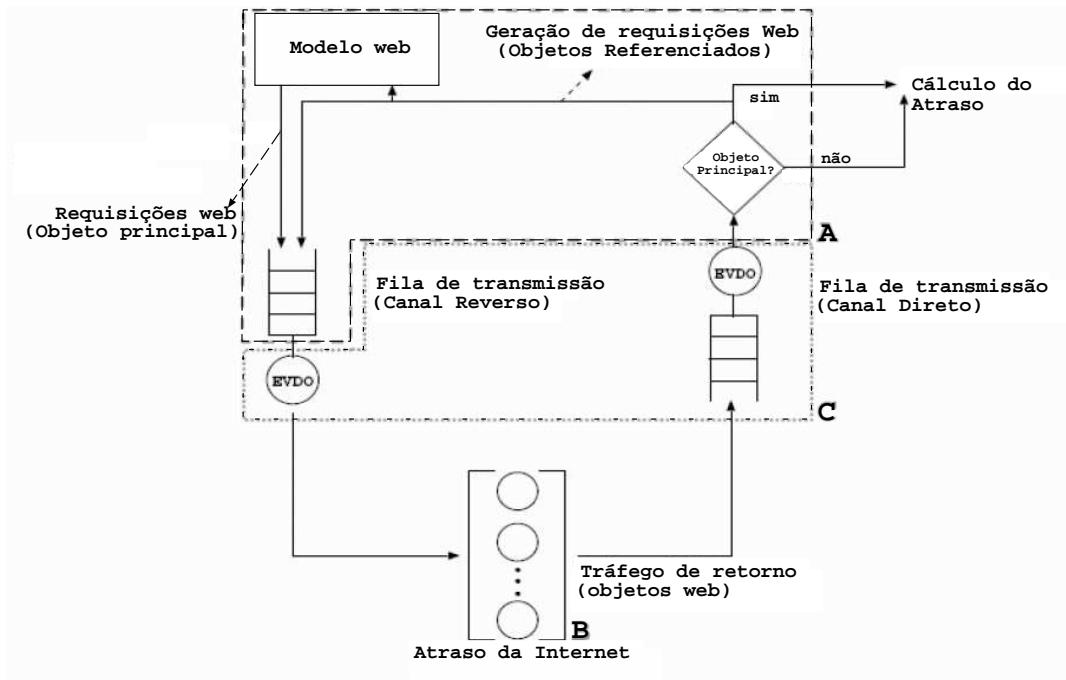 Modelo web
Geração de requisições Web
(Objetos Referenciados)
sim
Cálculo do
Atraso
Objeto
Principal?
não
Requisições web
(Objeto principal)
A
EVDO
Fila de transmissão
(Canal Reverso)
Fila de transmissão
(Canal Direto)
EVDO
C
Tráfego de retorno
(objetos web)
B
Atraso da Internet